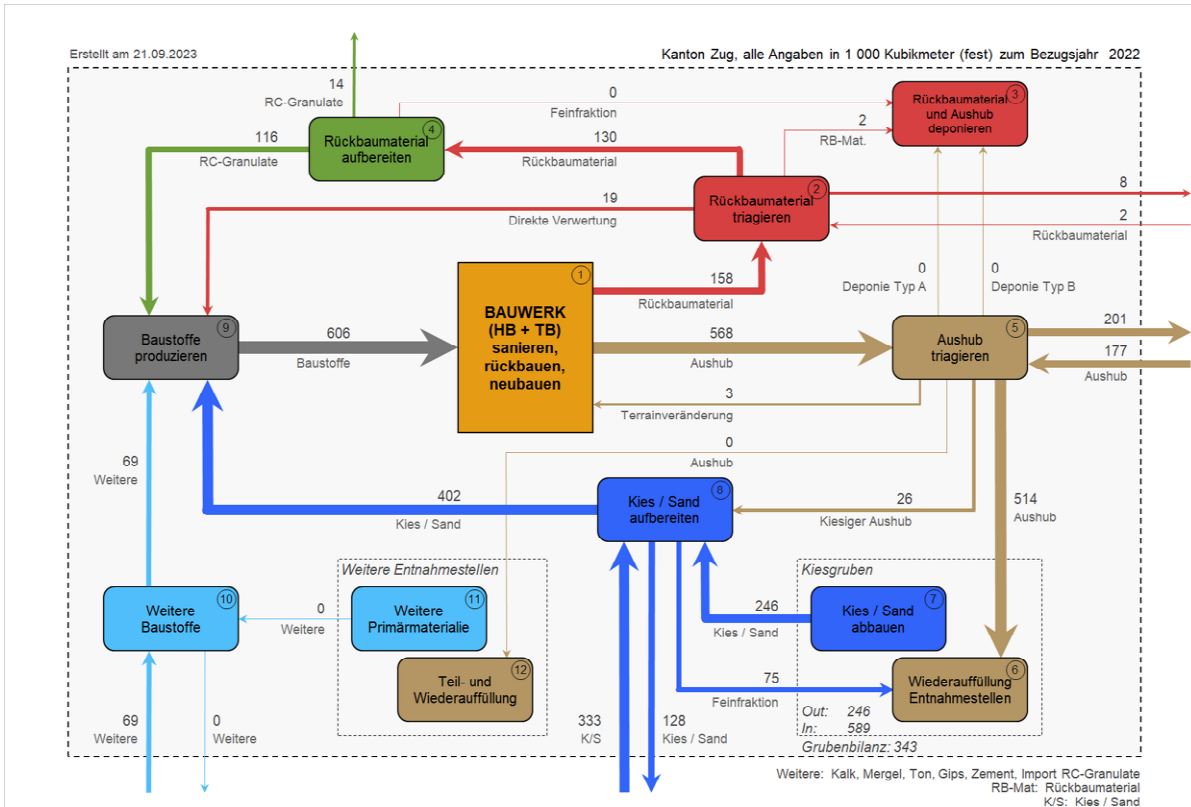 Erstellt am 21.09.2023
Kanton Zug, alle Angaben in 1 000 Kubikmeter (fest) zum Bezugsjahr 2022
14
RC-Granulate
0
Feinfraktion
3
Rückbaumaterial
und Aushub
deponieren
4
Rückbaumaterial
aufbereiten
2
RB-Mat.
116
RC-Granulate
130
Rückbaumaterial
2
Rückbaumaterial
triagieren
8
19
Direkte Verwertung
2
Rückbaumaterial
1
BAUWERK
(HB + TB)
sanieren,
rückbauen,
neubauen
158
Rückbaumaterial
0
Deponie Typ A
0
Deponie Typ B
9
Baustoffe
produzieren
606
Baustoffe
568
Aushub
5
Aushub
triagieren
201
177
Aushub
3
Terrainveränderung
0
Aushub
69
Weitere
402
Kies / Sand
8
Kies / Sand
aufbereiten
26
Kiesiger Aushub
514
Aushub
Weitere Entnahmestellen
Kiesgruben
10
Weitere
Baustoffe
0
Weitere
11
Weitere
Primärmaterialie
246
Kies / Sand
7
Kies / Sand
abbauen
12
Teil- und
Wiederauffüllung
75
Feinfraktion
6
Wiederauffüllung
Entnahmestellen
69
Weitere
0
Weitere
333
K/S
128
Kies / Sand
Out: 246
In: 589
Grubenbilanz: 343
Weitere: Kalk, Mergel, Ton, Gips, Zement, Import RC-Granulate
RB-Mat: Rückbaumaterial
K/S: Kies / Sand